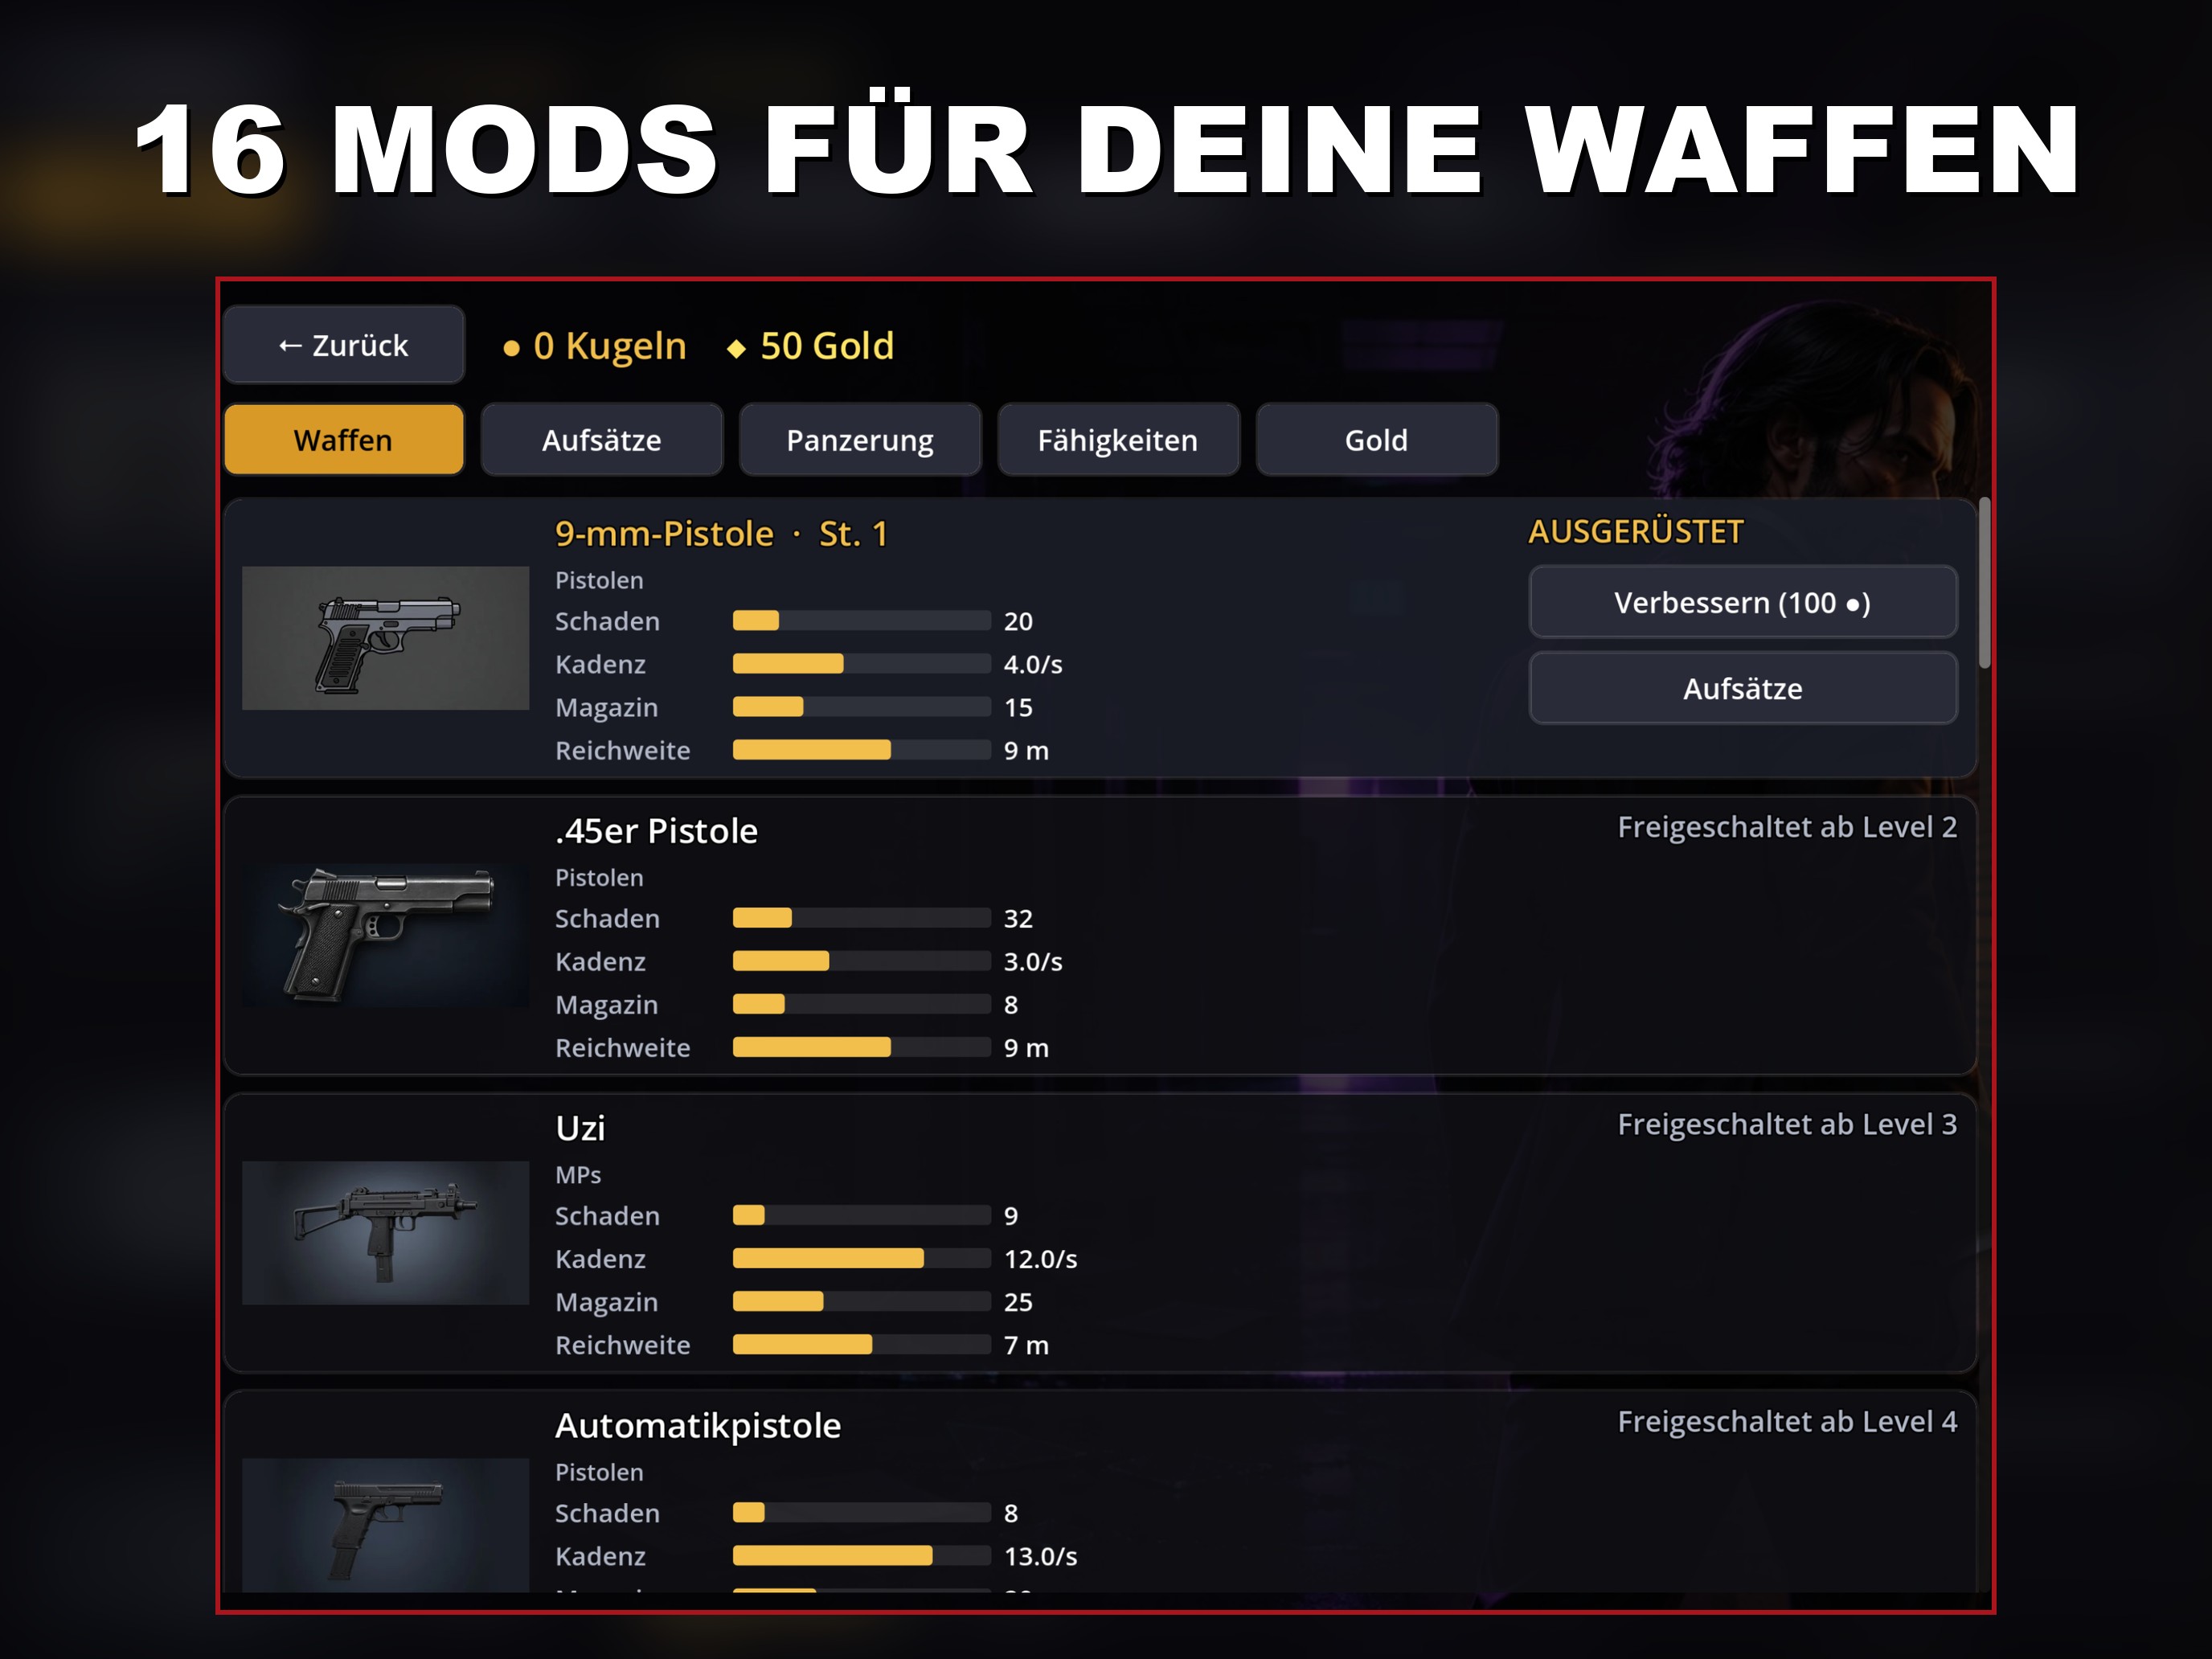 16 MODS FÜR DEINE WAFFEN
← Zurück ● 0 Kugeln ◆ 50 Gold
Waffen Aufsätze Panzerung Fähigkeiten Gold
9-mm-Pistole · St. 1
AUSGERÜSTET
Pistolen
Verbessern (100 ●)
Schaden 20
Kadenz 4.0/s
Aufsätze
Magazin 15
Reichweite 9 m
.45er Pistole
Freigeschaltet ab Level 2
Pistolen
Schaden 32
Kadenz 3.0/s
Magazin 8
Reichweite 9 m
Uzi
Freigeschaltet ab Level 3
MPs
Schaden 9
Kadenz 12.0/s
Magazin 25
Reichweite 7 m
Automatikpistole
Freigeschaltet ab Level 4
Pistolen
Schaden 8
Kadenz 13.0/s